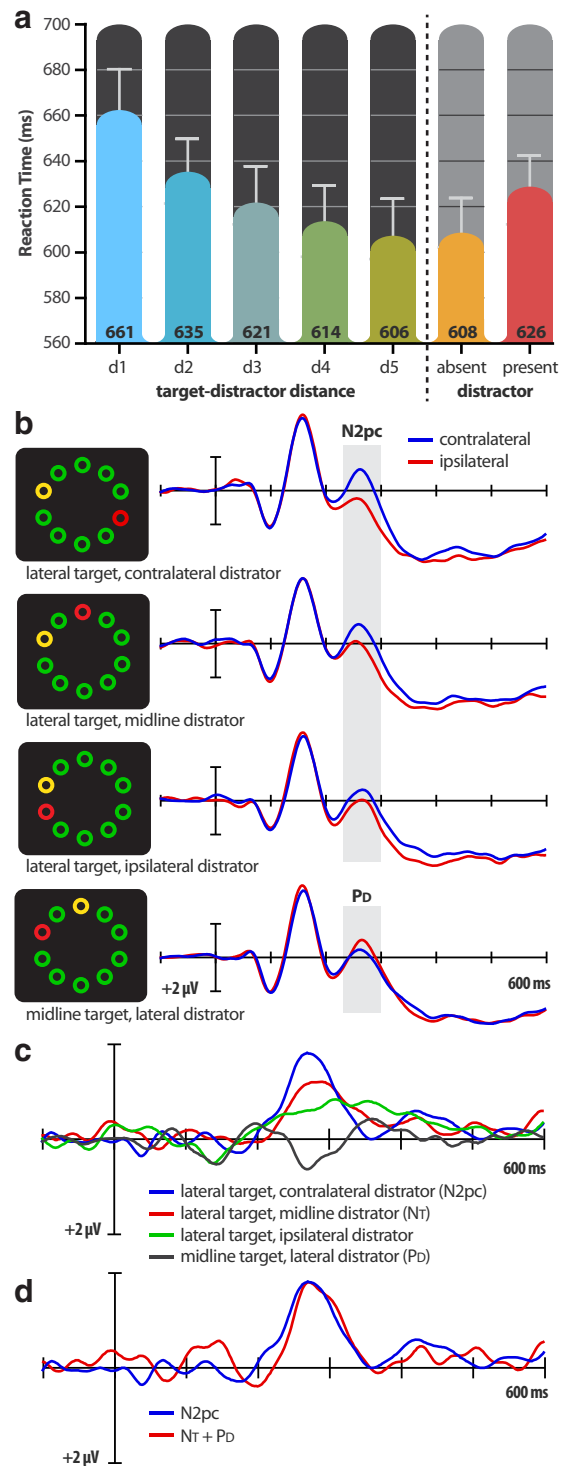 a
Reaction Time (ms)
700
680
660
640
620
600
580
560
661
635
621
614
606
608
626
d1
d2
d3
d4
d5
absent
present
target-distractor distance
distractor
b
N2pc
contralateral
ipsilateral
lateral target, contralateral distrator
lateral target, midline distrator
lateral target, ipsilateral distrator
PD
+2 μV
600 ms
midline target, lateral distrator
c
600 ms
+2 μV
lateral target, contralateral distrator (N2pc)
lateral target, midline distrator (NT)
lateral target, ipsilateral distrator
midline target, lateral distrator (PD)
d
600 ms
N2pc
NT + PD
+2 μV